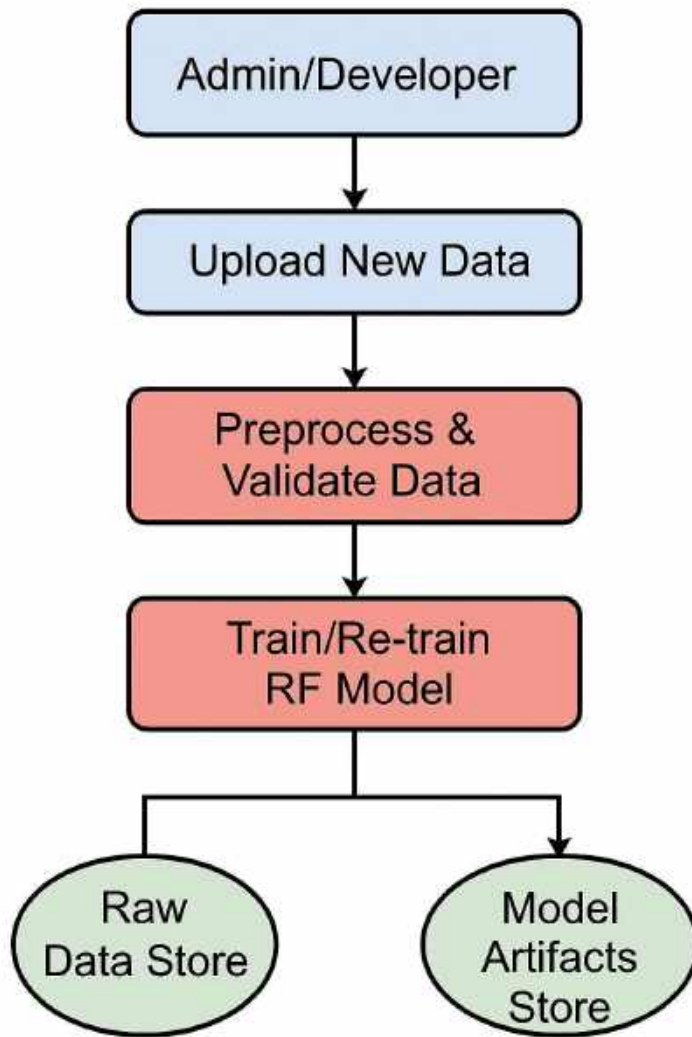 Admin/Developer
Upload New Data
Preprocess &
Validate Data
Train/Re-train
RF Model
Raw
Data Store
Model
Artifacts
Store